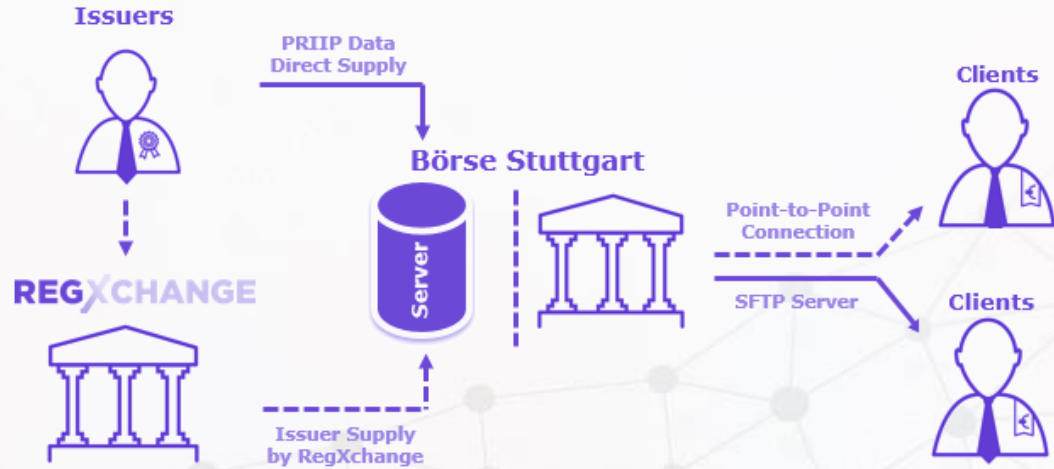 Issuers
PRIIP Data
Direct Supply
Clients
Börse Stuttgart
Server
Point-to-Point
Connection
REGXCHANGE
SFTP Server
Clients
€
€
Issuer Supply
by RegXchange